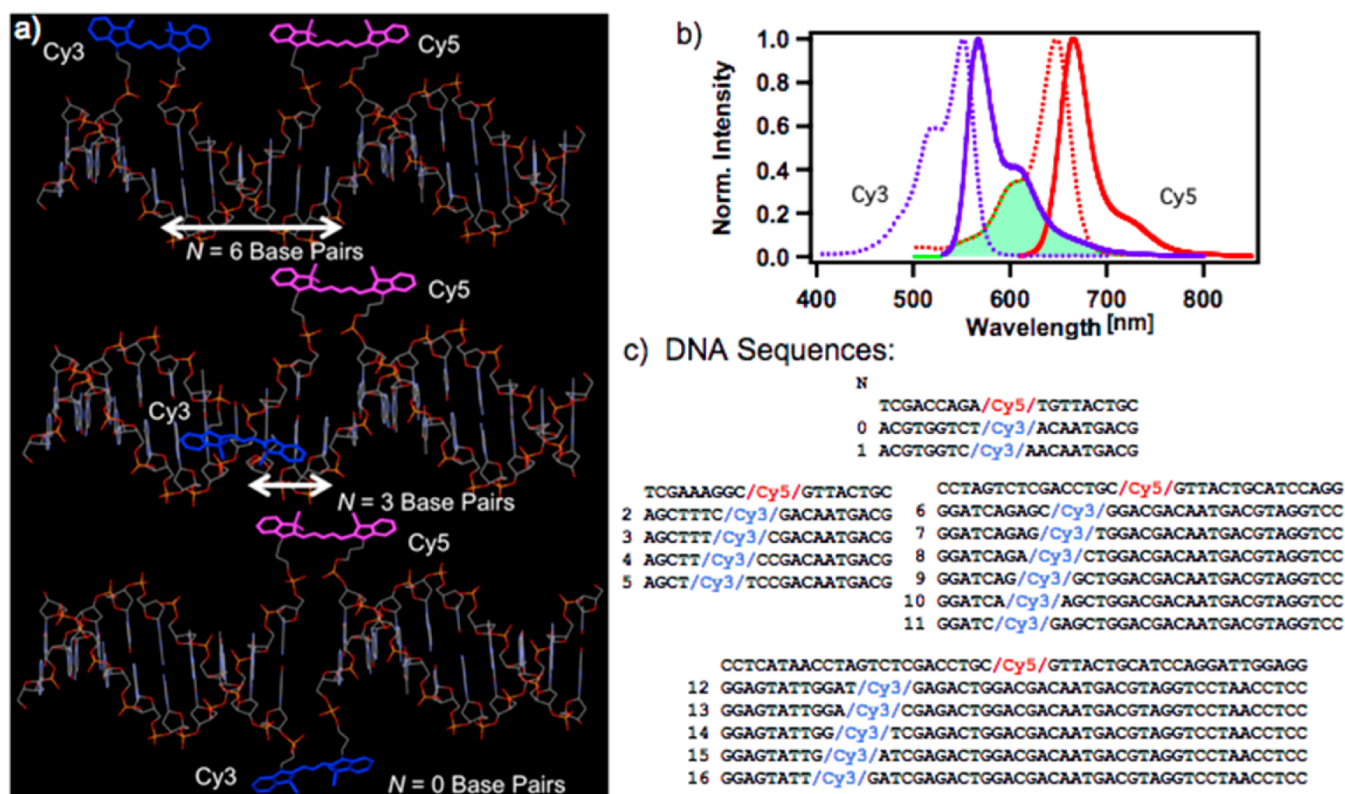 a)
Cy3
Cy5
N = 6 Base Pairs
Cy5
Cy3
N = 3 Base Pairs
Cy5
Cy3
N = 0 Base Pairs
b)
Norm. Intensity
1.0
0.8
0.6
0.4
0.2
0.0
Cy3
Cy5
400 500 600 700 800
Wavelength [nm]
c) DNA Sequences:
N
TCGACCAGA/Cy5/TGTTACTGC
0 ACGTGGTCT/Cy3/ACAATGACG
1 ACGTGGTC/Cy3/AACAATGACG
TCGAAAGGC/Cy5/GTTACTGC
2 AGCTTTC/Cy3/GACAATGACG
3 AGCTTT/Cy3/CGACAATGACG
4 AGCTT/Cy3/CCGACAATGACG
5 AGCT/Cy3/TCCGACAATGACG
CCTAGTCTCGACCTGC/Cy5/GTTACTGCATCCAGG
6 GGATCAGAGC/Cy3/GGACGACAATGACGTAGGTCC
7 GGATCAGAG/Cy3/TGGACGACAATGACGTAGGTCC
8 GGATCAGA/Cy3/CTGGACGACAATGACGTAGGTCC
9 GGATCAG/Cy3/GCTGGACGACAATGACGTAGGTCC
10 GGATCA/Cy3/AGCTGGACGACAATGACGTAGGTCC
11 GGATC/Cy3/GAGCTGGACGACAATGACGTAGGTCC
CCTCATAACCTAGTCTCGACCTGC/Cy5/GTTACTGCATCCAGGATTGGAGG
12 GGAGTATTGGAT/Cy3/GAGACTGGACGACAATGACGTAGGTCCTAACCTCC
13 GGAGTATTGGA/Cy3/CGAGACTGGACGACAATGACGTAGGTCCTAACCTCC
14 GGAGTATTGG/Cy3/TCGAGACTGGACGACAATGACGTAGGTCCTAACCTCC
15 GGAGTATTG/Cy3/ATCGAGACTGGACGACAATGACGTAGGTCCTAACCTCC
16 GGAGTATT/Cy3/GATCGAGACTGGACGACAATGACGTAGGTCCTAACCTCC